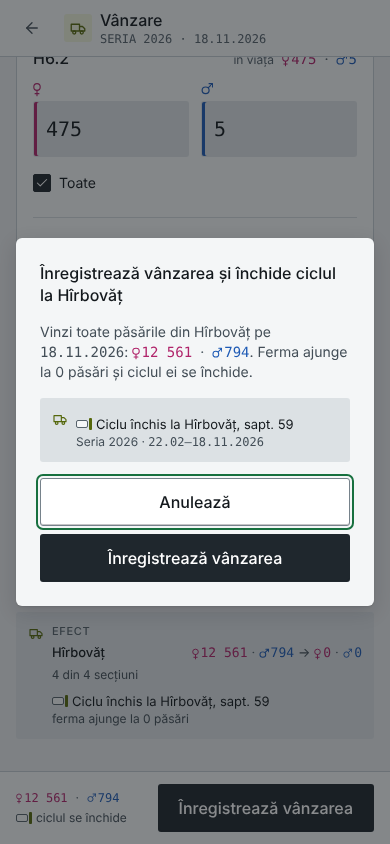 Vânzare
SERIA 2026 · 18.11.2026
H6.2
în viață ♀475 · ♂5
♀ ♂
475 5
Toate
Înregistrează vânzarea și închide ciclul
la Hîrbovăț
Vinzi toate păsările din Hîrbovăț pe
18.11.2026: ♀12 561 · ♂794. Ferma ajunge
la 0 păsări și ciclul ei se închide.
Ciclu închis la Hîrbovăț, sapt. 59
Seria 2026 · 22.02–18.11.2026
Anulează
Înregistrează vânzarea
EFECT
Hîrbovăț ♀12 561 · ♂794 → ♀0 · ♂0
4 din 4 secțiuni
Ciclu închis la Hîrbovăț, sapt. 59
ferma ajunge la 0 păsări
♀12 561 · ♂794
ciclul se închide
Înregistrează vânzarea